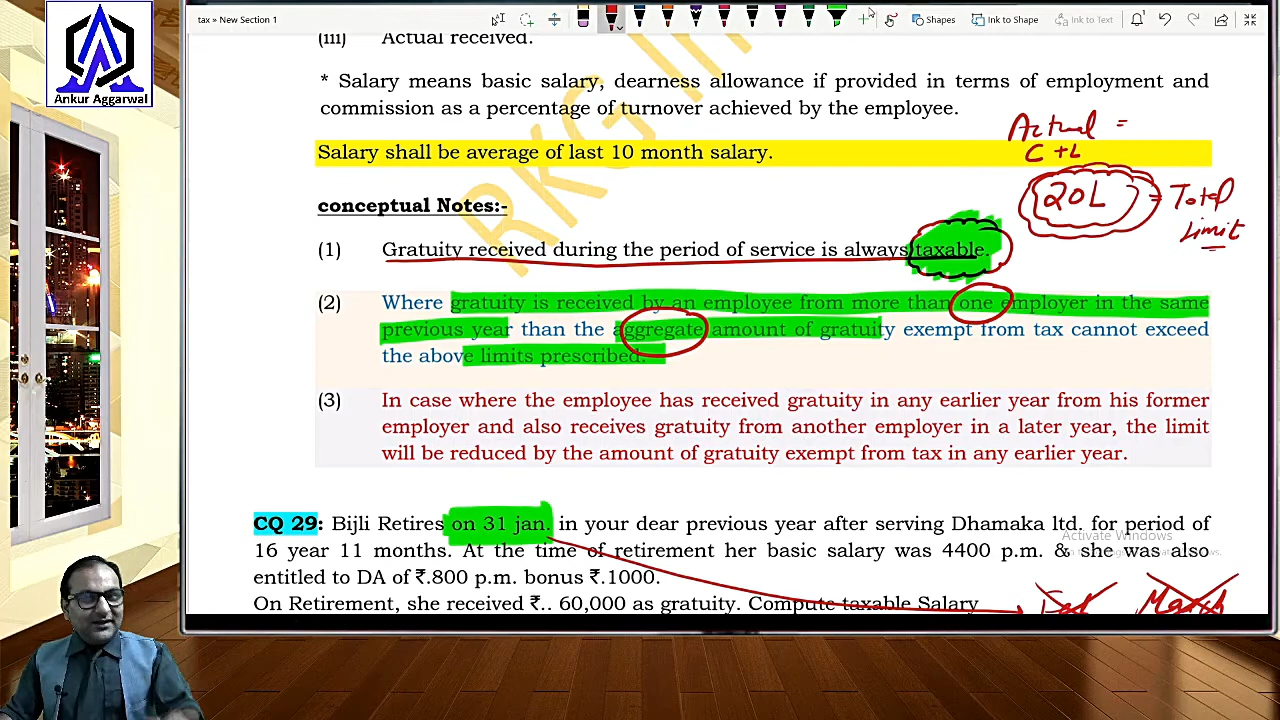 tax » New Section 1
Shapes
Ink to Shape
Ink to Text
Ankur Aggarwal
RKG In
(iii) Actual received.
* Salary means basic salary, dearness allowance if provided in terms of employment and
commission as a percentage of turnover achieved by the employee.
Actual =
C + L
Salary shall be average of last 10 month salary.
20L = Total
Limit
conceptual Notes:-
(1) Gratuity received during the period of service is always taxable.
(2) Where gratuity is received by an employee from more than one employer in the same
previous year than the aggregate amount of gratuity exempt from tax cannot exceed
the above limits prescribed.
(3) In case where the employee has received gratuity in any earlier year from his former
employer and also receives gratuity from another employer in a later year, the limit
will be reduced by the amount of gratuity exempt from tax in any earlier year.
CQ 29: Bijli Retires on 31 jan. in your dear previous year after serving Dhamaka ltd. for period of
Activate Windows
16 year 11 months. At the time of retirement her basic salary was 4400 p.m. & she was also
entitled to DA of ₹.800 p.m. bonus ₹.1000.
On Retirement, she received ₹.. 60,000 as gratuity. Compute taxable Salary
March